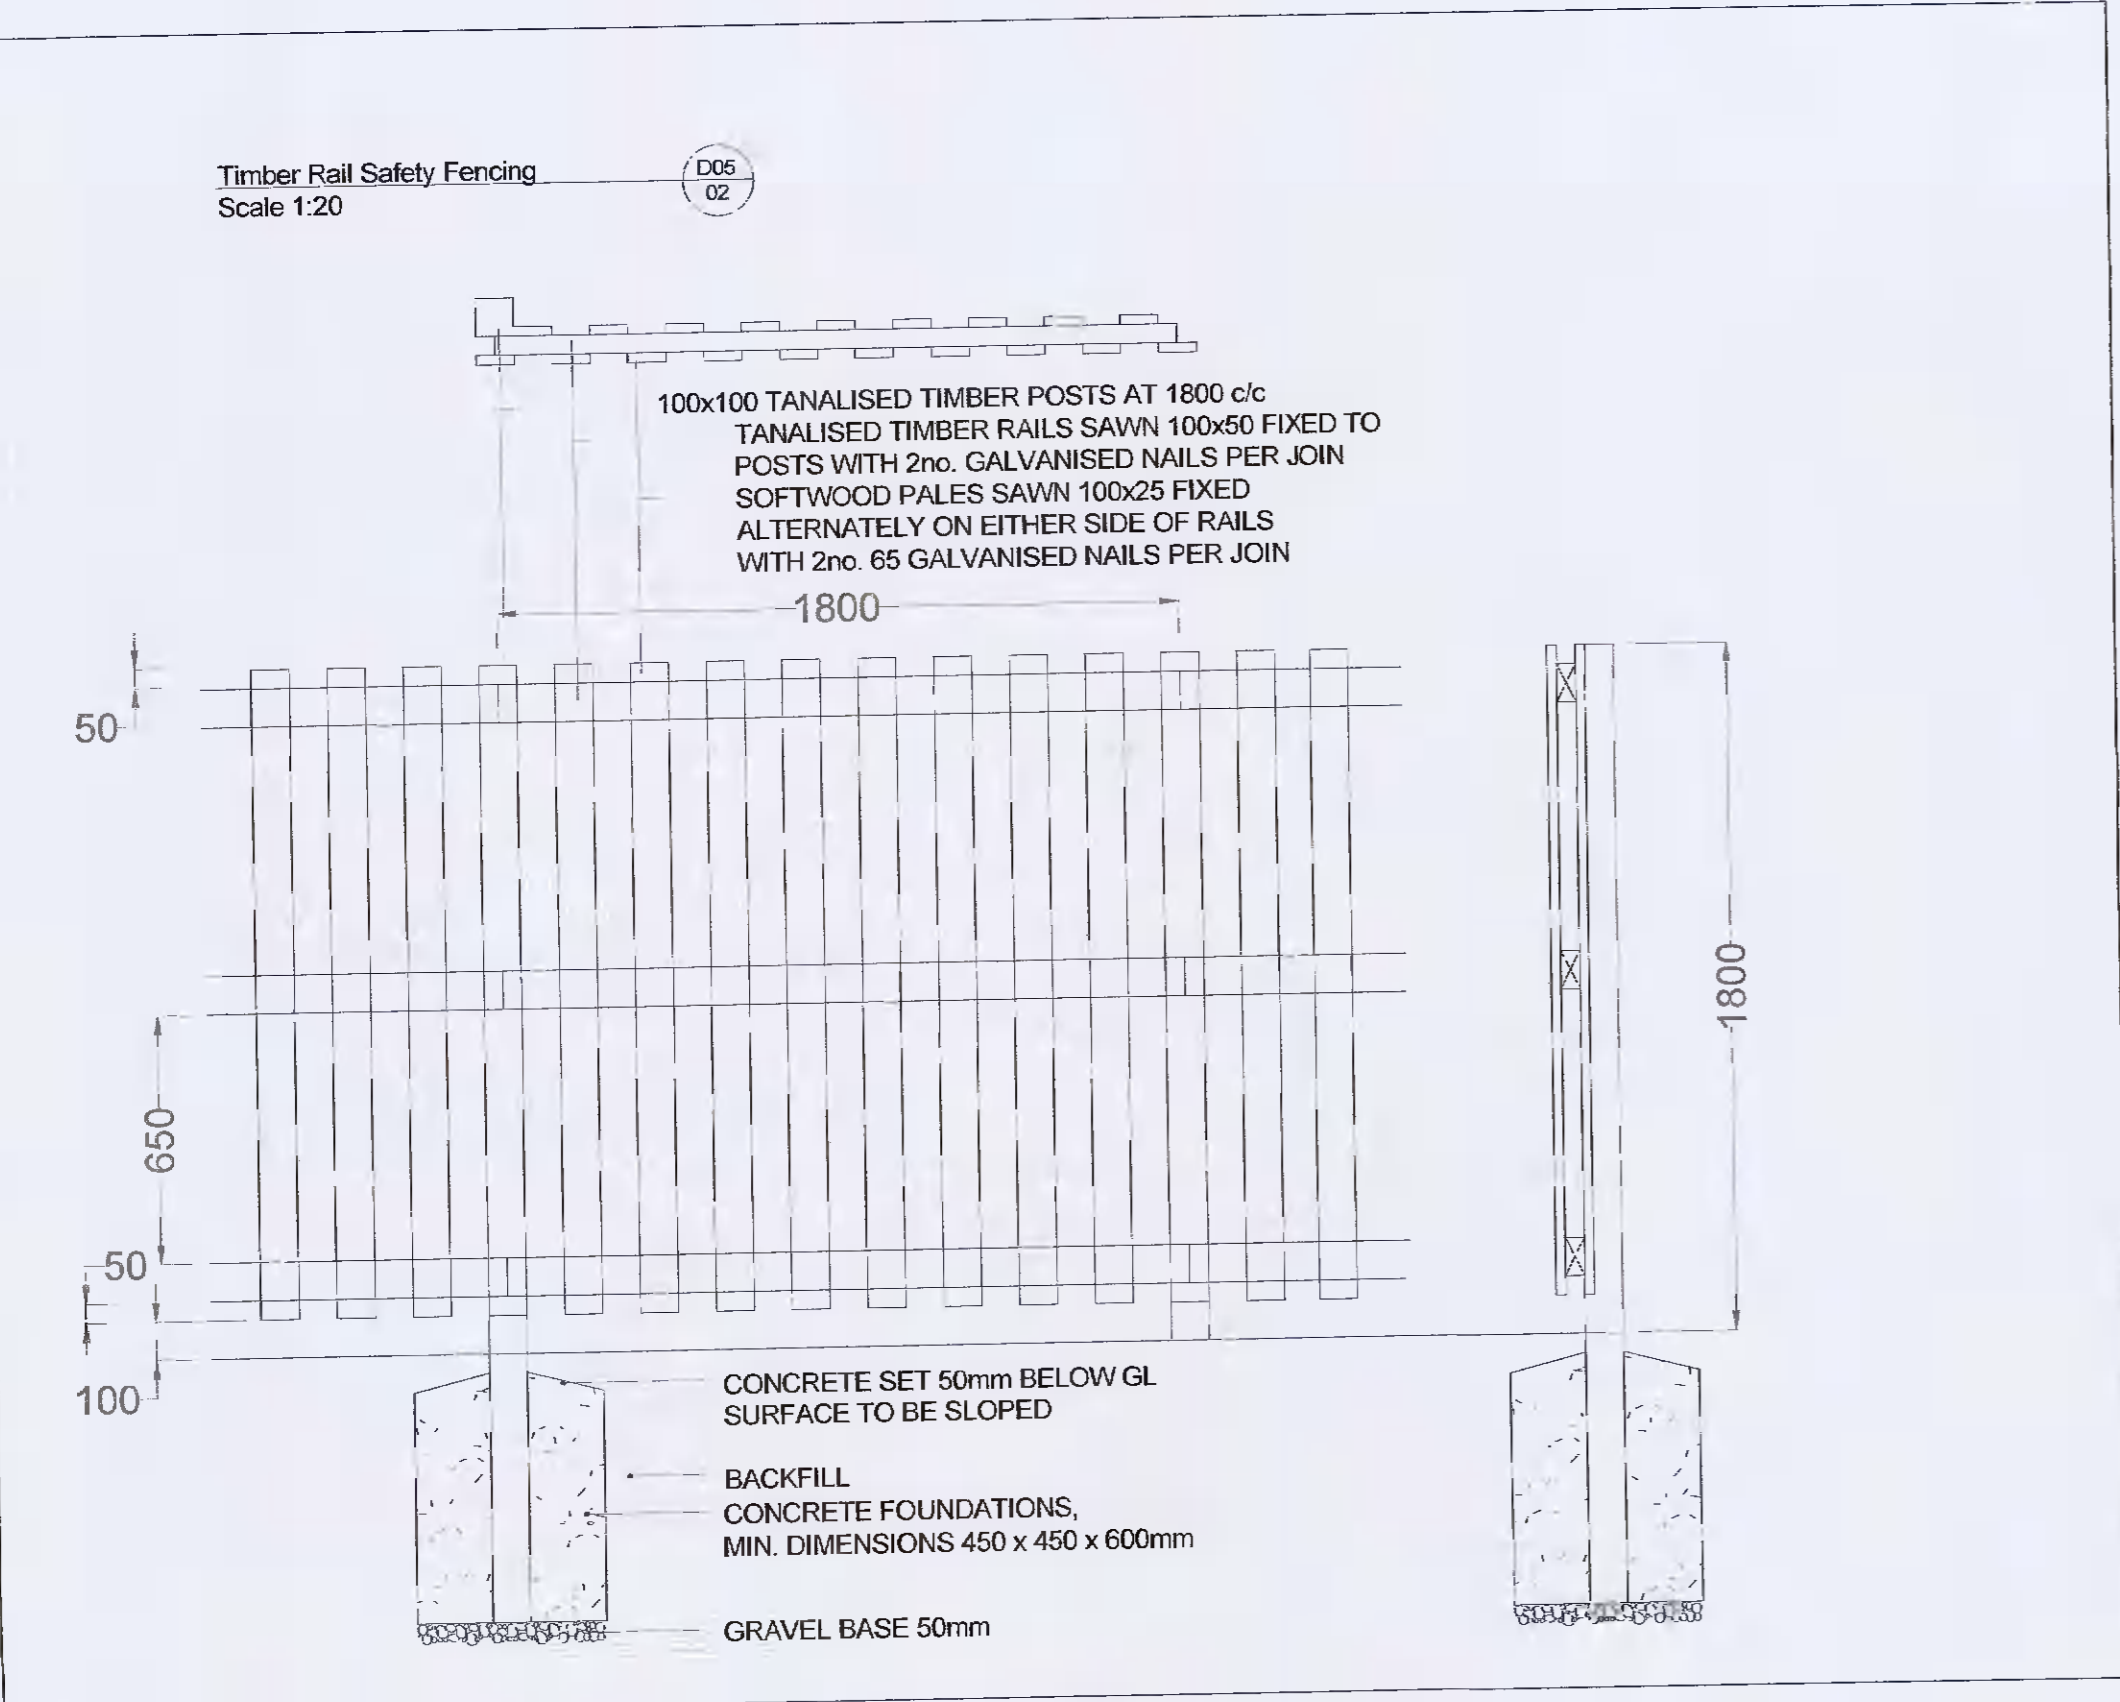 Timber Rail Safety Fencing
Scale 1:20
D05
02
100x100 TANALISED TIMBER POSTS AT 1800 c/c
TANALISED TIMBER RAILS SAWN 100x50 FIXED TO
POSTS WITH 2no. GALVANISED NAILS PER JOIN
SOFTWOOD PALES SAWN 100x25 FIXED
ALTERNATELY ON EITHER SIDE OF RAILS
WITH 2no. 65 GALVANISED NAILS PER JOIN
1800
50
1800
650
50
100
CONCRETE SET 50mm BELOW GL
SURFACE TO BE SLOPED
BACKFILL
CONCRETE FOUNDATIONS,
MIN. DIMENSIONS 450 x 450 x 600mm
GRAVEL BASE 50mm